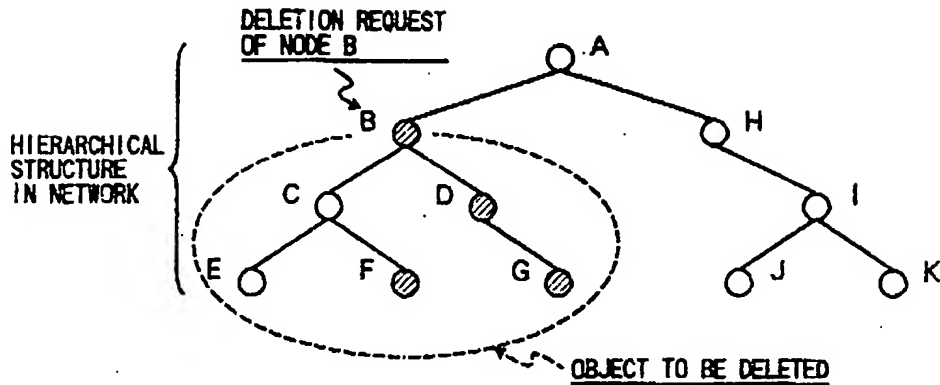 DELETION REQUEST
OF NODE B
A
B
H
HIERARCHICAL
STRUCTURE
IN NETWORK
C
D
I
E
F
G
J
K
OBJECT TO BE DELETED